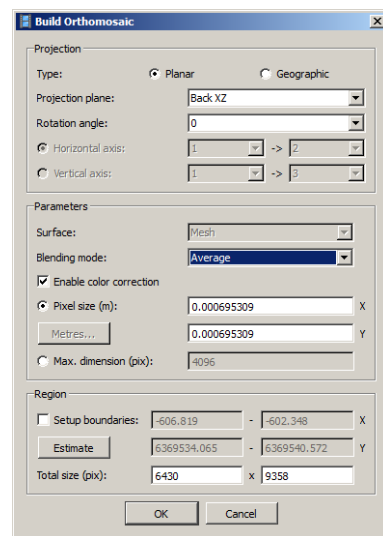 Build Orthomosaic
Projection
Type: Planar Geographic
Projection plane: Back XZ
Rotation angle: 0
Horizontal axis: 1 -> 2
Vertical axis: 1 -> 3
Parameters
Surface: Mesh
Blending mode: Average
Enable color correction
Pixel size (m): 0.000695309 X
Metres... 0.000695309 Y
Max. dimension (pix): 4096
Region
Setup boundaries: -606.819 - -602.348 X
Estimate 6369534.065 - 6369540.572 Y
Total size (pix): 6430 x 9358
OK Cancel